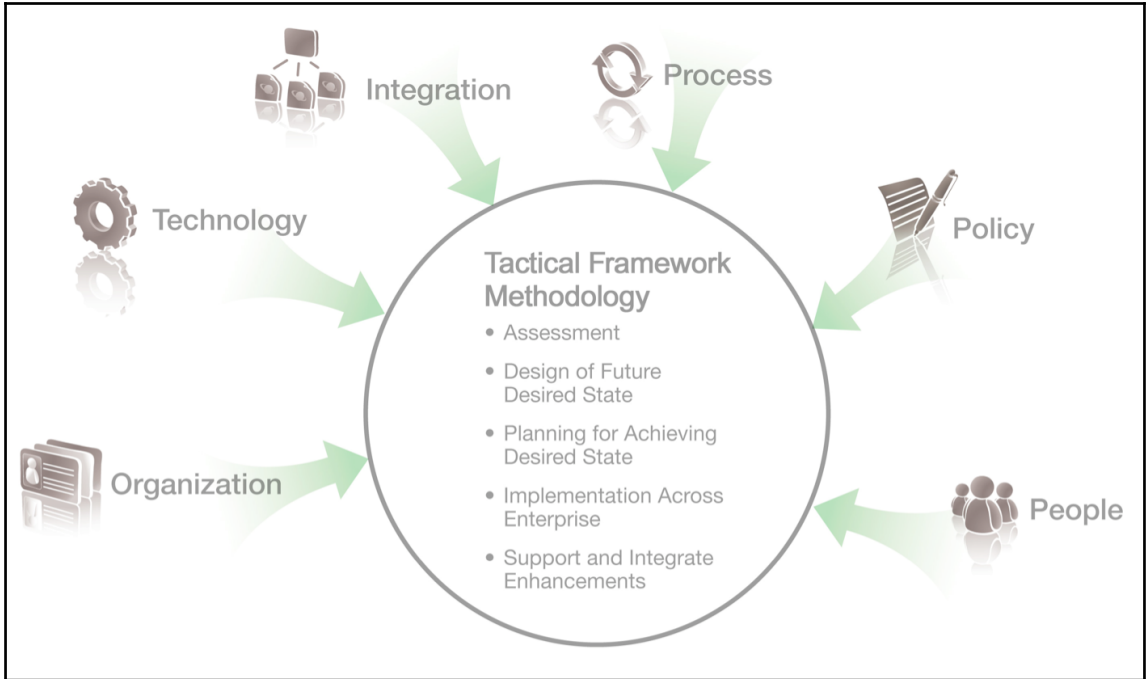 Integration
Process
Technology
Policy
Organization
People
Tactical Framework
Methodology
• Assessment
• Design of Future
Desired State
• Planning for Achieving
Desired State
• Implementation Across
Enterprise
• Support and Integrate
Enhancements